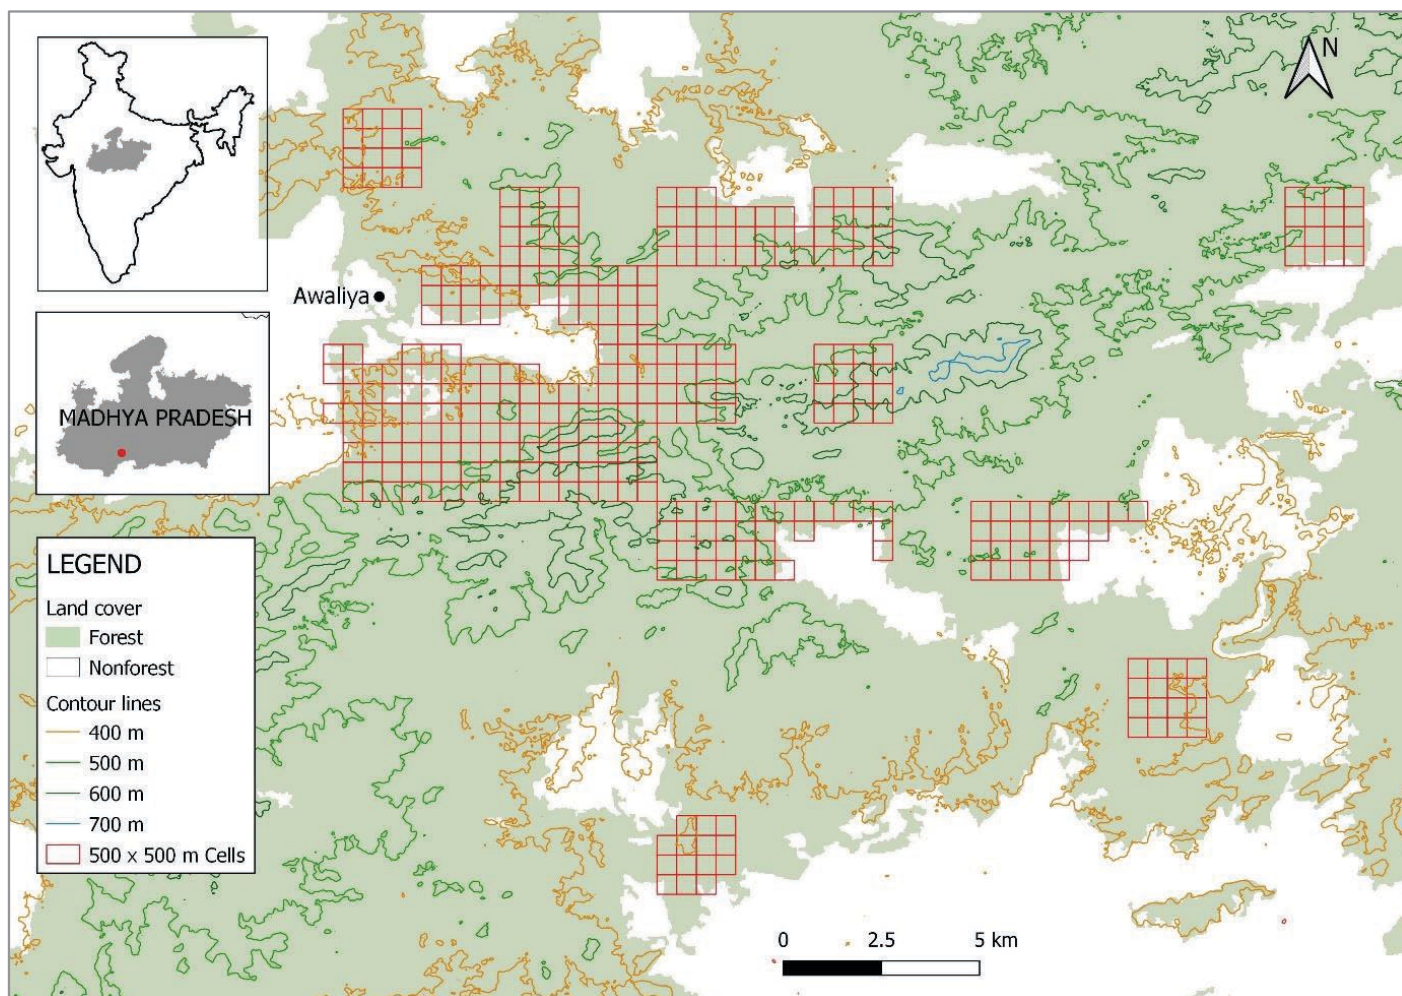 N
Awaliya
MADHYA PRADESH
LEGEND
Land cover
Forest
Nonforest
Contour lines
400 m
500 m
600 m
700 m
500 x 500 m Cells
0 2.5 5 km